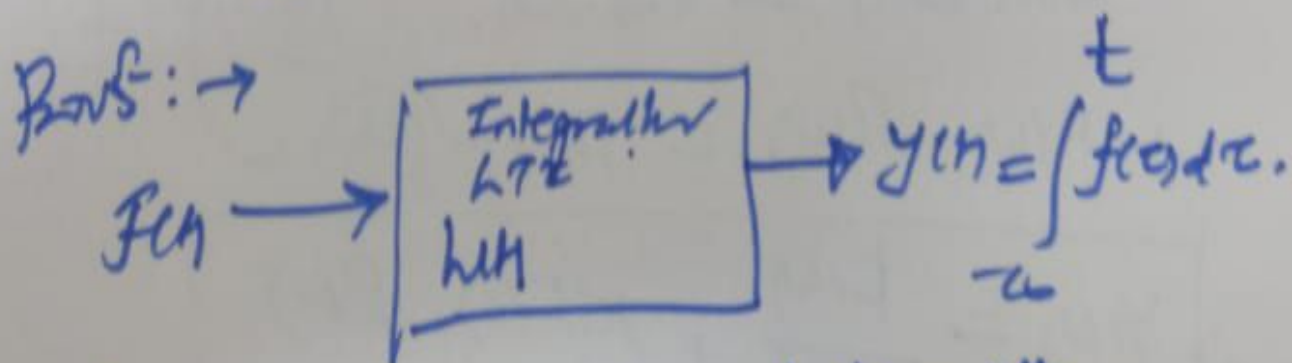 Proof: →
Integrator
LTI
f(t) → h(t) → y(t) = ∫ f(τ) dτ.
t
-∞